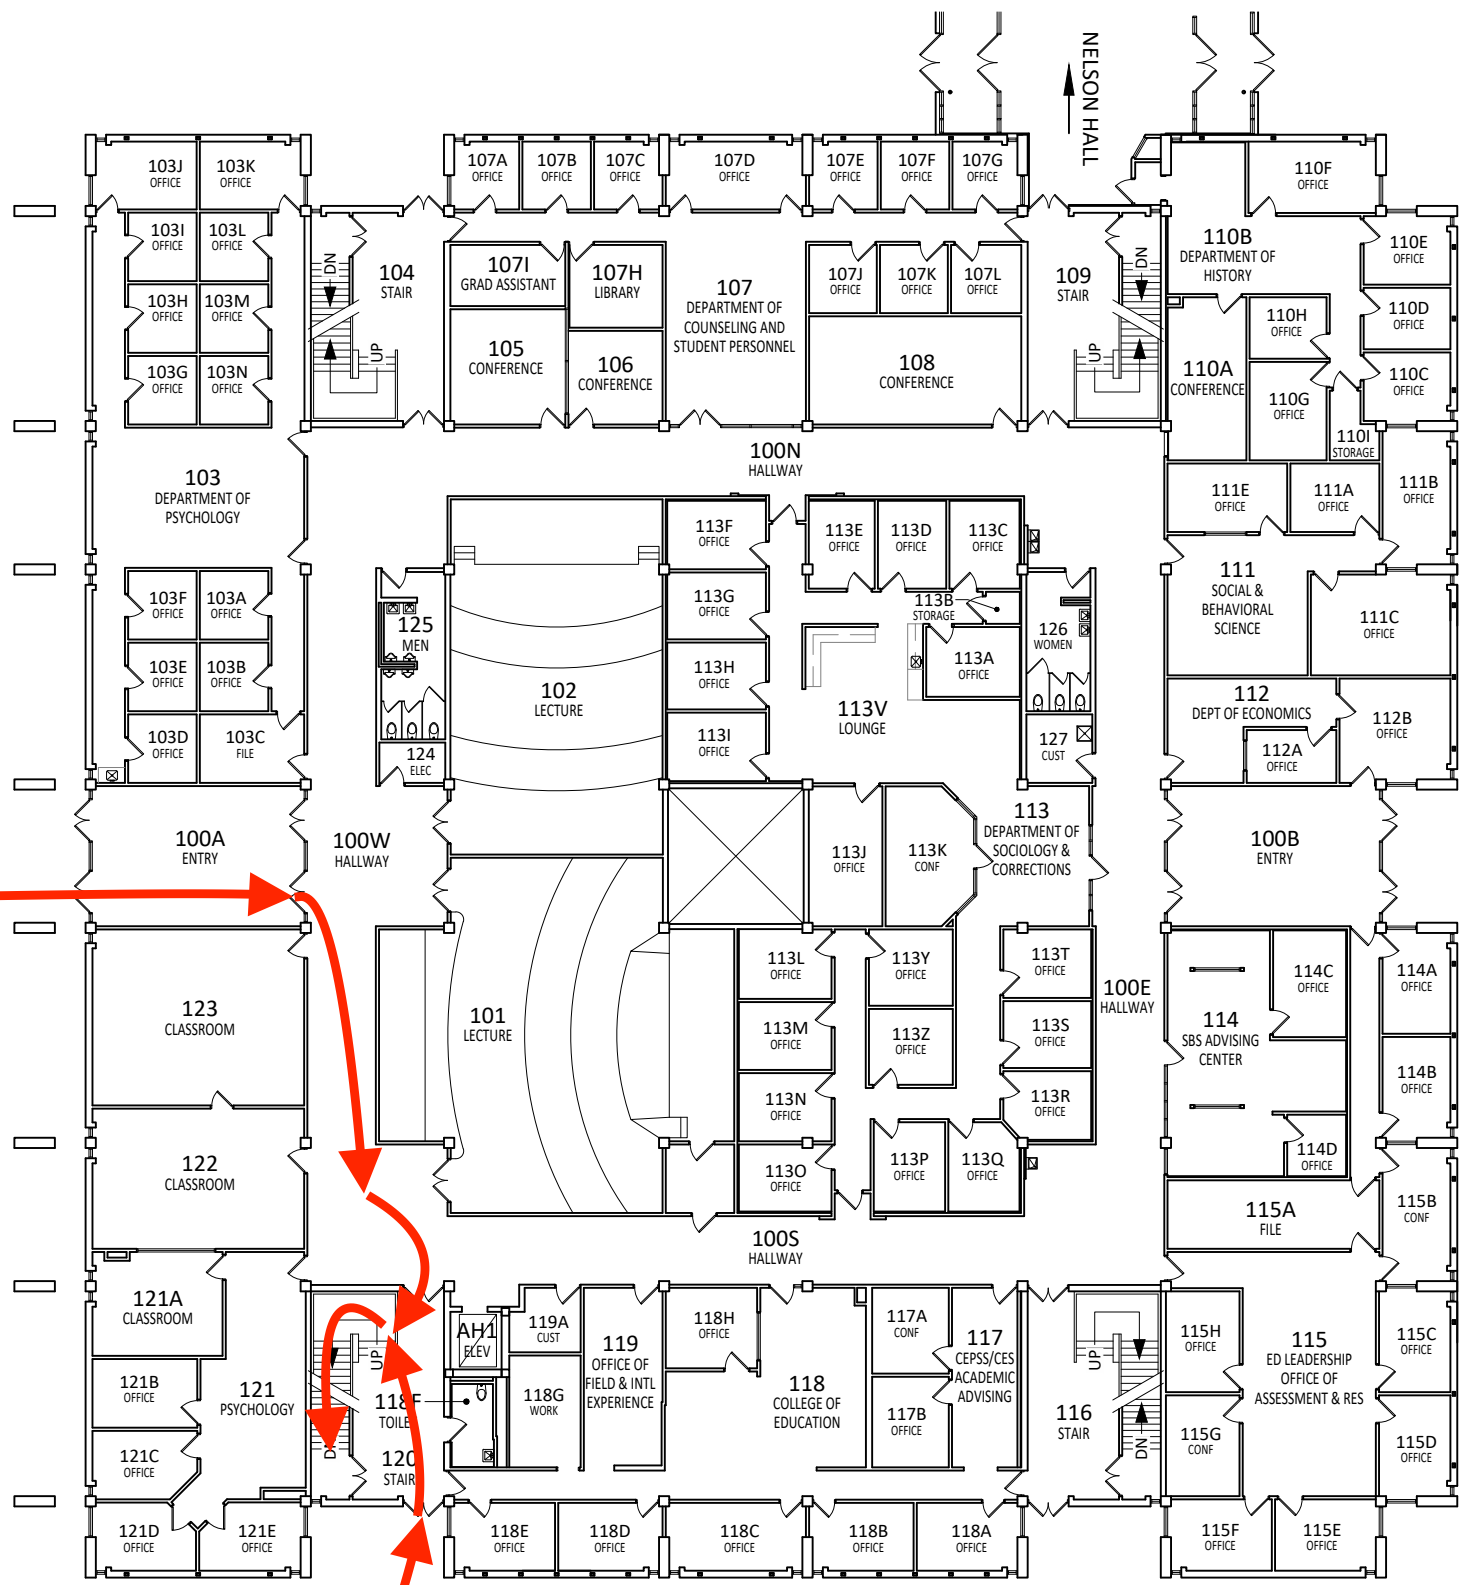 NELSON HALL
103J
OFFICE
103K
OFFICE
107A
OFFICE
107B
OFFICE
107C
OFFICE
107D
OFFICE
107E
OFFICE
107F
OFFICE
107G
OFFICE
110F
OFFICE
103I
OFFICE
103L
OFFICE
DN
104
STAIR
107I
GRAD ASSISTANT
107H
LIBRARY
107
DEPARTMENT OF
COUNSELING AND
STUDENT PERSONNEL
107J
OFFICE
107K
OFFICE
107L
OFFICE
109
STAIR
DN
110B
DEPARTMENT OF
HISTORY
110E
OFFICE
103H
OFFICE
103M
OFFICE
110H
OFFICE
110D
OFFICE
103G
OFFICE
103N
OFFICE
UP
105
CONFERENCE
106
CONFERENCE
108
CONFERENCE
UP
110A
CONFERENCE
110G
OFFICE
110C
OFFICE
110I
STORAGE
100N
HALLWAY
103
DEPARTMENT OF
PSYCHOLOGY
111E
OFFICE
111A
OFFICE
111B
OFFICE
113F
OFFICE
113E
OFFICE
113D
OFFICE
113C
OFFICE
111
SOCIAL &
BEHAVIORAL
SCIENCE
111C
OFFICE
103F
OFFICE
103A
OFFICE
125
MEN
113G
OFFICE
113B
STORAGE
126
WOMEN
103E
OFFICE
103B
OFFICE
102
LECTURE
113H
OFFICE
113A
OFFICE
113V
LOUNGE
112
DEPT OF ECONOMICS
112B
OFFICE
103D
OFFICE
103C
FILE
124
ELEC
113I
OFFICE
127
CUST
112A
OFFICE
100A
ENTRY
100W
HALLWAY
113J
OFFICE
113K
CONF
113
DEPARTMENT OF
SOCIOLOGY &
CORRECTIONS
100B
ENTRY
123
CLASSROOM
101
LECTURE
113L
OFFICE
113Y
OFFICE
113T
OFFICE
100E
HALLWAY
114C
OFFICE
114A
OFFICE
113M
OFFICE
113Z
OFFICE
113S
OFFICE
114
SBS ADVISING
CENTER
114B
OFFICE
113N
OFFICE
113R
OFFICE
122
CLASSROOM
113O
OFFICE
113P
OFFICE
113Q
OFFICE
114D
OFFICE
115A
FILE
115B
CONF
100S
HALLWAY
121A
CLASSROOM
AH1
ELEV
119A
CUST
119
OFFICE OF
FIELD & INTL
EXPERIENCE
118H
OFFICE
117A
CONF
117
CEPSS/CES
ACADEMIC
ADVISING
UP
115H
OFFICE
115
ED LEADERSHIP
OFFICE OF
ASSESSMENT & RES
115C
OFFICE
121B
OFFICE
121
PSYCHOLOGY
UP
118F
TOILET
118G
WORK
118
COLLEGE OF
EDUCATION
117B
OFFICE
116
STAIR
DN
115G
CONF
115D
OFFICE
121C
OFFICE
DN
120
STAIR
121D
OFFICE
121E
OFFICE
118E
OFFICE
118D
OFFICE
118C
OFFICE
118B
OFFICE
118A
OFFICE
115F
OFFICE
115E
OFFICE